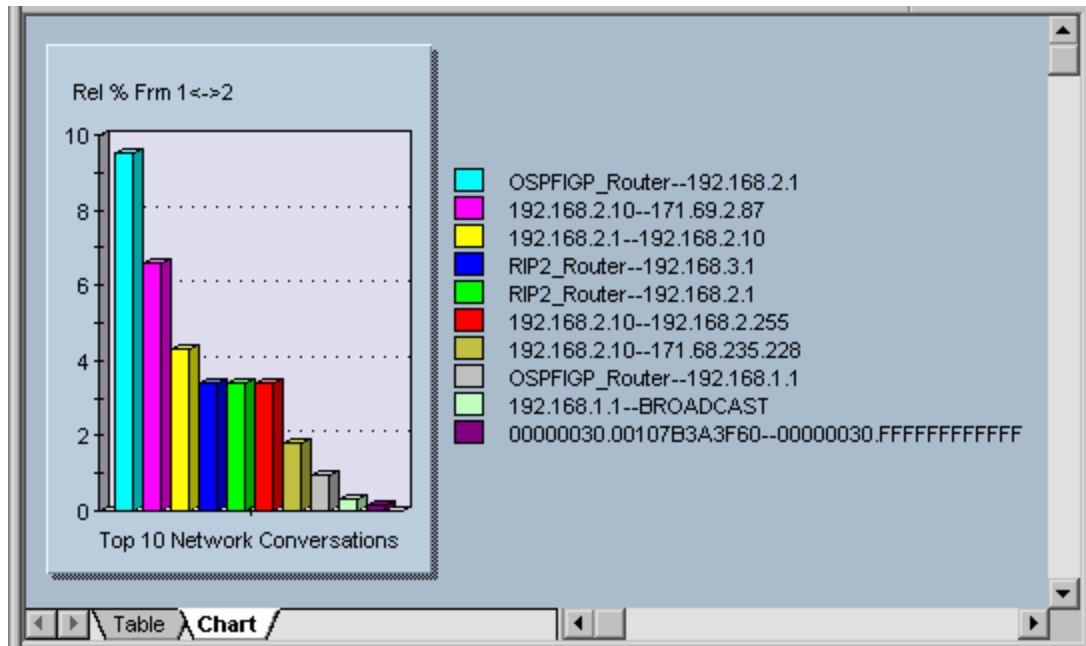 Rel % Frm 1<->2
10
8
6
4
2
0
Top 10 Network Conversations
OSPFIGP_Router--192.168.2.1
192.168.2.10--171.69.2.87
192.168.2.1--192.168.2.10
RIP2_Router--192.168.3.1
RIP2_Router--192.168.2.1
192.168.2.10--192.168.2.255
192.168.2.10--171.68.235.228
OSPFIGP_Router--192.168.1.1
192.168.1.1--BROADCAST
00000030.00107B3A3F60--00000030.FFFFFFFFFFFF
Table Chart